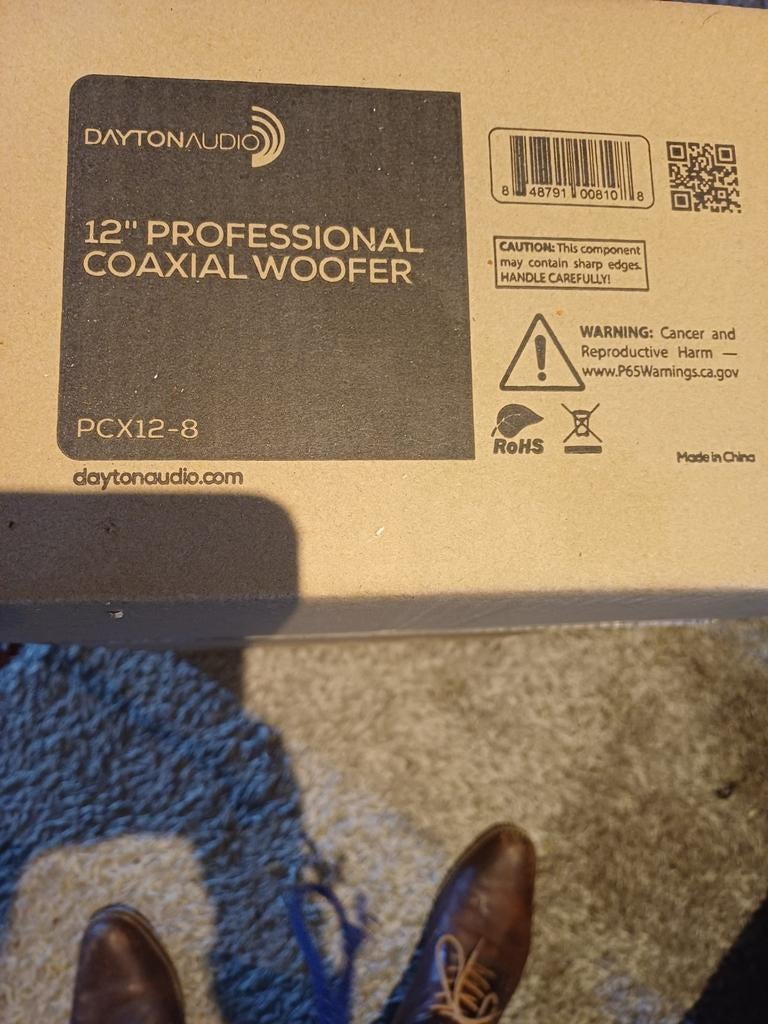 DAYTONAUDIO
12" PROFESSIONAL
COAXIAL WOOFER
PCX12-8
daytonaudio.com
8 48791 00810 8
CAUTION: This component
may contain sharp edges.
HANDLE CAREFULLY!
WARNING: Cancer and
Reproductive Harm —
www.P65Warnings.ca.gov
RoHS
Made in China